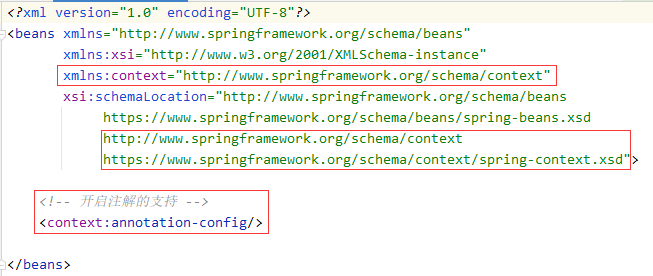 <?xml version="1.0" encoding="UTF-8"?>
<beans xmlns="http://www.springframework.org/schema/beans"
xmlns:xsi="http://www.w3.org/2001/XMLSchema-instance"
xmlns:context="http://www.springframework.org/schema/context"
xsi:schemaLocation="http://www.springframework.org/schema/beans
https://www.springframework.org/schema/beans/spring-beans.xsd
http://www.springframework.org/schema/context
https://www.springframework.org/schema/context/spring-context.xsd">
<!-- 开启注解的支持 -->
<context:annotation-config/>
</beans>